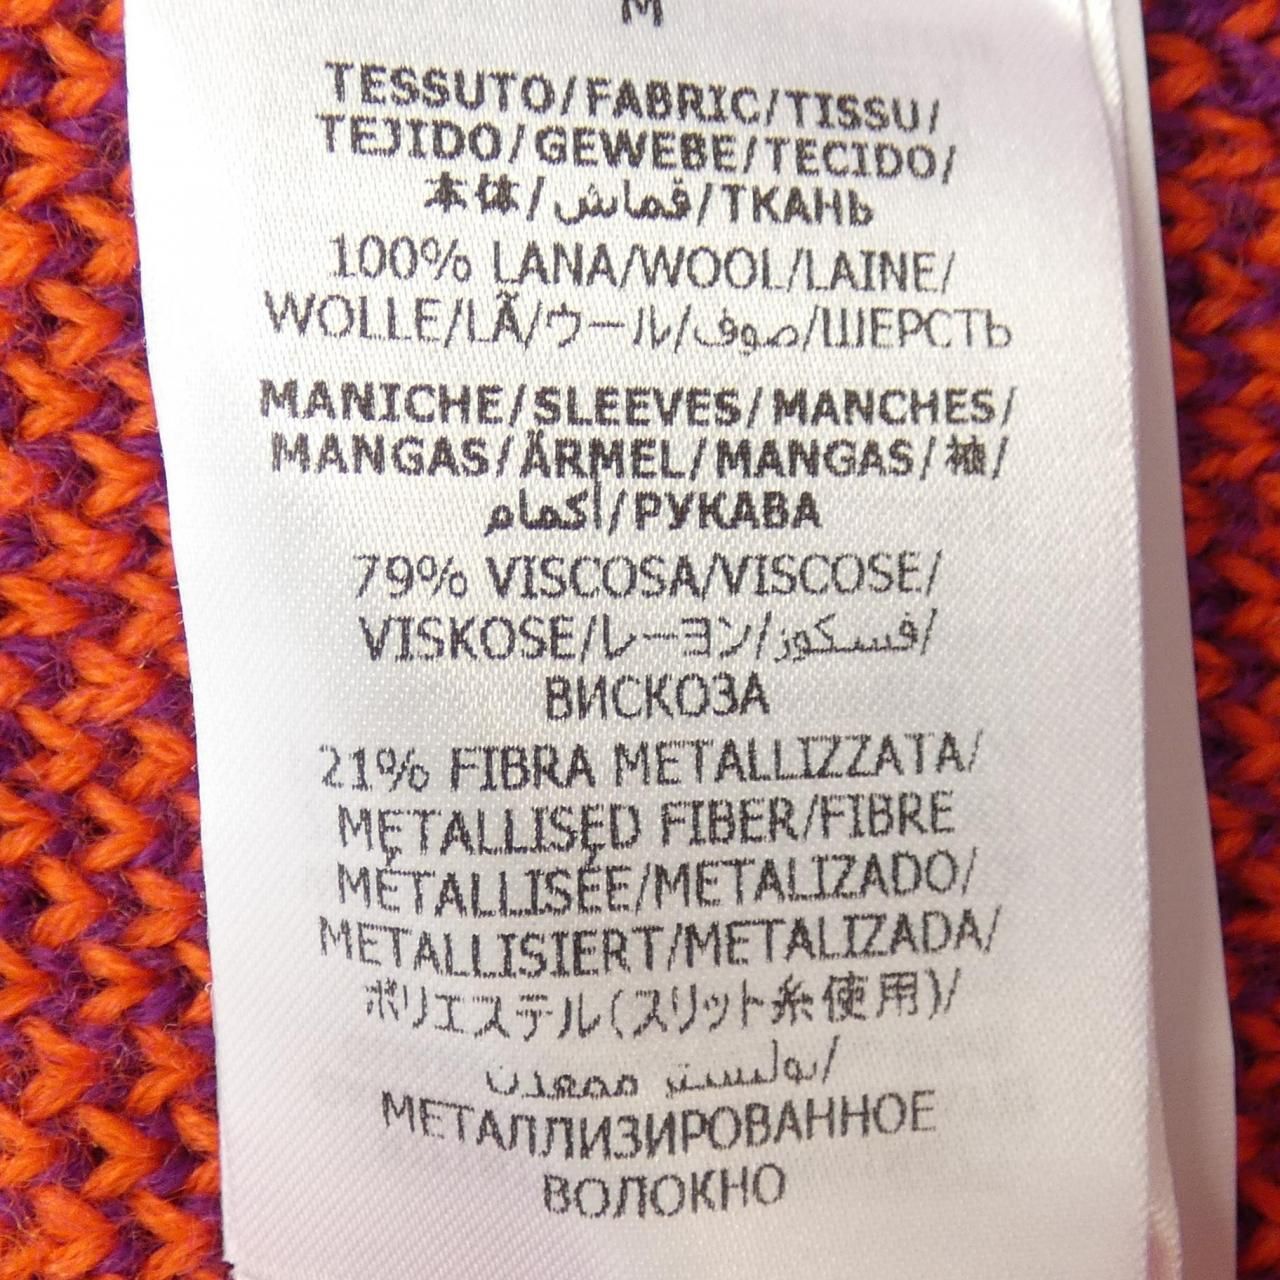 M
TESSUTO/FABRIC/TISSU/
TEJIDO/GEWEBE/TECIDO/
本体/قماش/ТКАНЬ
100% LANA/WOOL/LAINE/
WOLLE/LÃ/ウール/صوف/ШЕРСТЬ
MANICHE/SLEEVES/MANCHES/
MANGAS/ÄRMEL/MANGAS/袖/
أكمام/РУКАВА
79% VISCOSA/VISCOSE/
VISKOSE/レーヨン/فسكوز/
ВИСКОЗА
21% FIBRA METALLIZZATA/
METALLISED FIBER/FIBRE
MÉTALLISÉE/METALIZADO/
METALLISIERT/METALIZADA/
ポリエステル(スリット糸使用)/
بوليستر ممعدن/
МЕТАЛЛИЗИРОВАННОЕ
ВОЛОКНО